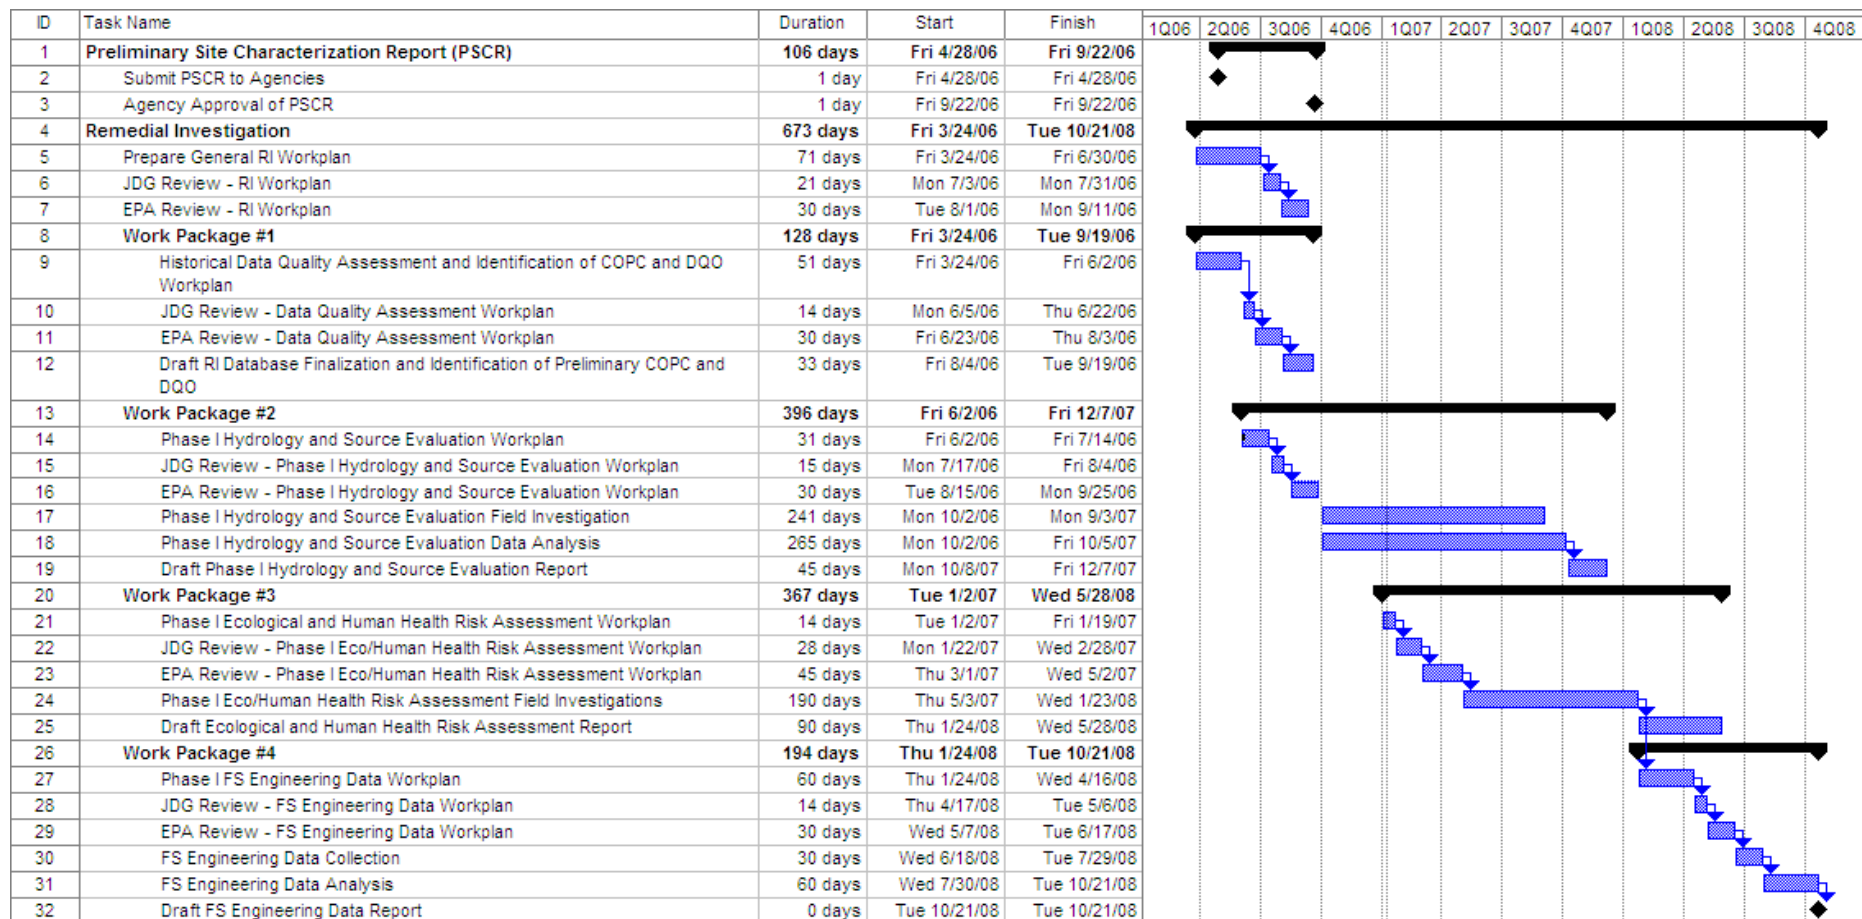 ID Task Name Duration Start Finish 1Q06 2Q06 3Q06 4Q06 1Q07 2Q07 3Q07 4Q07 1Q08 2Q08 3Q08 4Q08
1 Preliminary Site Characterization Report (PSCR) 106 days Fri 4/28/06 Fri 9/22/06
2 Submit PSCR to Agencies 1 day Fri 4/28/06 Fri 4/28/06
3 Agency Approval of PSCR 1 day Fri 9/22/06 Fri 9/22/06
4 Remedial Investigation 673 days Fri 3/24/06 Tue 10/21/08
5 Prepare General RI Workplan 71 days Fri 3/24/06 Fri 6/30/06
6 JDG Review - RI Workplan 21 days Mon 7/3/06 Mon 7/31/06
7 EPA Review - RI Workplan 30 days Tue 8/1/06 Mon 9/11/06
8 Work Package #1 128 days Fri 3/24/06 Tue 9/19/06
9 Historical Data Quality Assessment and Identification of COPC and DQO 51 days Fri 3/24/06 Fri 6/2/06
Workplan
10 JDG Review - Data Quality Assessment Workplan 14 days Mon 6/5/06 Thu 6/22/06
11 EPA Review - Data Quality Assessment Workplan 30 days Fri 6/23/06 Thu 8/3/06
12 Draft RI Database Finalization and Identification of Preliminary COPC and 33 days Fri 8/4/06 Tue 9/19/06
DQO
13 Work Package #2 396 days Fri 6/2/06 Fri 12/7/07
14 Phase I Hydrology and Source Evaluation Workplan 31 days Fri 6/2/06 Fri 7/14/06
15 JDG Review - Phase I Hydrology and Source Evaluation Workplan 15 days Mon 7/17/06 Fri 8/4/06
16 EPA Review - Phase I Hydrology and Source Evaluation Workplan 30 days Tue 8/15/06 Mon 9/25/06
17 Phase I Hydrology and Source Evaluation Field Investigation 241 days Mon 10/2/06 Mon 9/3/07
18 Phase I Hydrology and Source Evaluation Data Analysis 265 days Mon 10/2/06 Fri 10/5/07
19 Draft Phase I Hydrology and Source Evaluation Report 45 days Mon 10/8/07 Fri 12/7/07
20 Work Package #3 367 days Tue 1/2/07 Wed 5/28/08
21 Phase I Ecological and Human Health Risk Assessment Workplan 14 days Tue 1/2/07 Fri 1/19/07
22 JDG Review - Phase I Eco/Human Health Risk Assessment Workplan 28 days Mon 1/22/07 Wed 2/28/07
23 EPA Review - Phase I Eco/Human Health Risk Assessment Workplan 45 days Thu 3/1/07 Wed 5/2/07
24 Phase I Eco/Human Health Risk Assessment Field Investigations 190 days Thu 5/3/07 Wed 1/23/08
25 Draft Ecological and Human Health Risk Assessment Report 90 days Thu 1/24/08 Wed 5/28/08
26 Work Package #4 194 days Thu 1/24/08 Tue 10/21/08
27 Phase I FS Engineering Data Workplan 60 days Thu 1/24/08 Wed 4/16/08
28 JDG Review - FS Engineering Data Workplan 14 days Thu 4/17/08 Tue 5/6/08
29 EPA Review - FS Engineering Data Workplan 30 days Wed 5/7/08 Tue 6/17/08
30 FS Engineering Data Collection 30 days Wed 6/18/08 Tue 7/29/08
31 FS Engineering Data Analysis 60 days Wed 7/30/08 Tue 10/21/08
32 Draft FS Engineering Data Report 0 days Tue 10/21/08 Tue 10/21/08